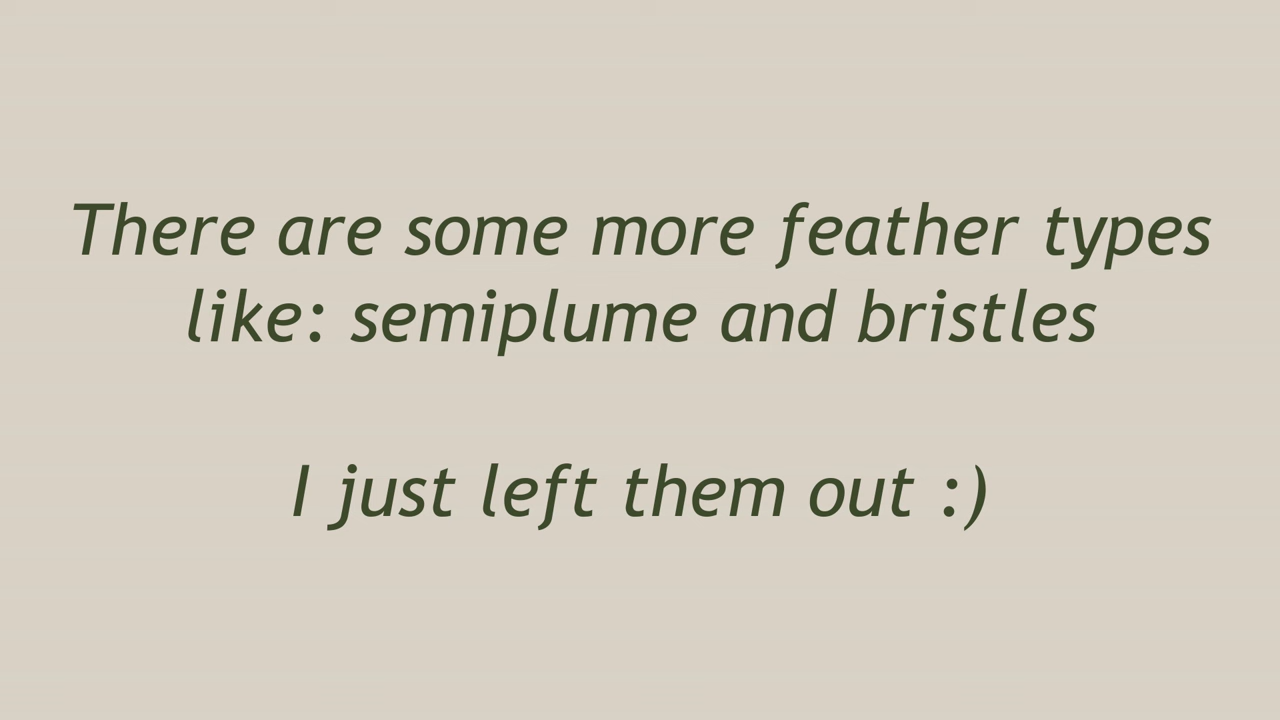 There are some more feather types
like: semiplume and bristles
I just left them out :)